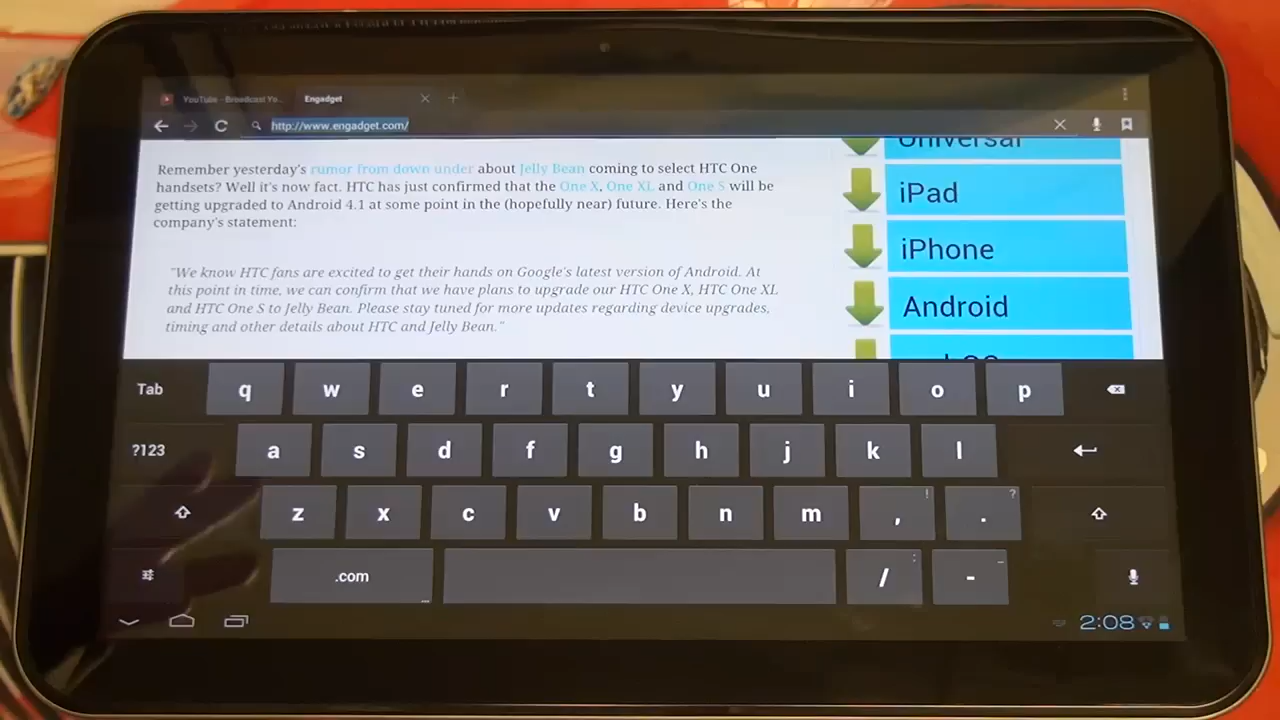 YouTube - Broadcast Yo...
Engadget
http://www.engadget.com/
Remember yesterday's rumor from down under about Jelly Bean coming to select HTC One
handsets? Well it's now fact. HTC has just confirmed that the One X, One XL and One S will be
getting upgraded to Android 4.1 at some point in the (hopefully near) future. Here's the
company's statement:
"We know HTC fans are excited to get their hands on Google's latest version of Android. At
this point in time, we can confirm that we have plans to upgrade our HTC One X, HTC One XL
and HTC One S to Jelly Bean. Please stay tuned for more updates regarding device upgrades,
timing and other details about HTC and Jelly Bean."
Universal
iPad
iPhone
Android
Tab q w e r t y u i o p
?123 a s d f g h j k l
z x c v b n m , ! . ?
.com ... / : - _
2:08